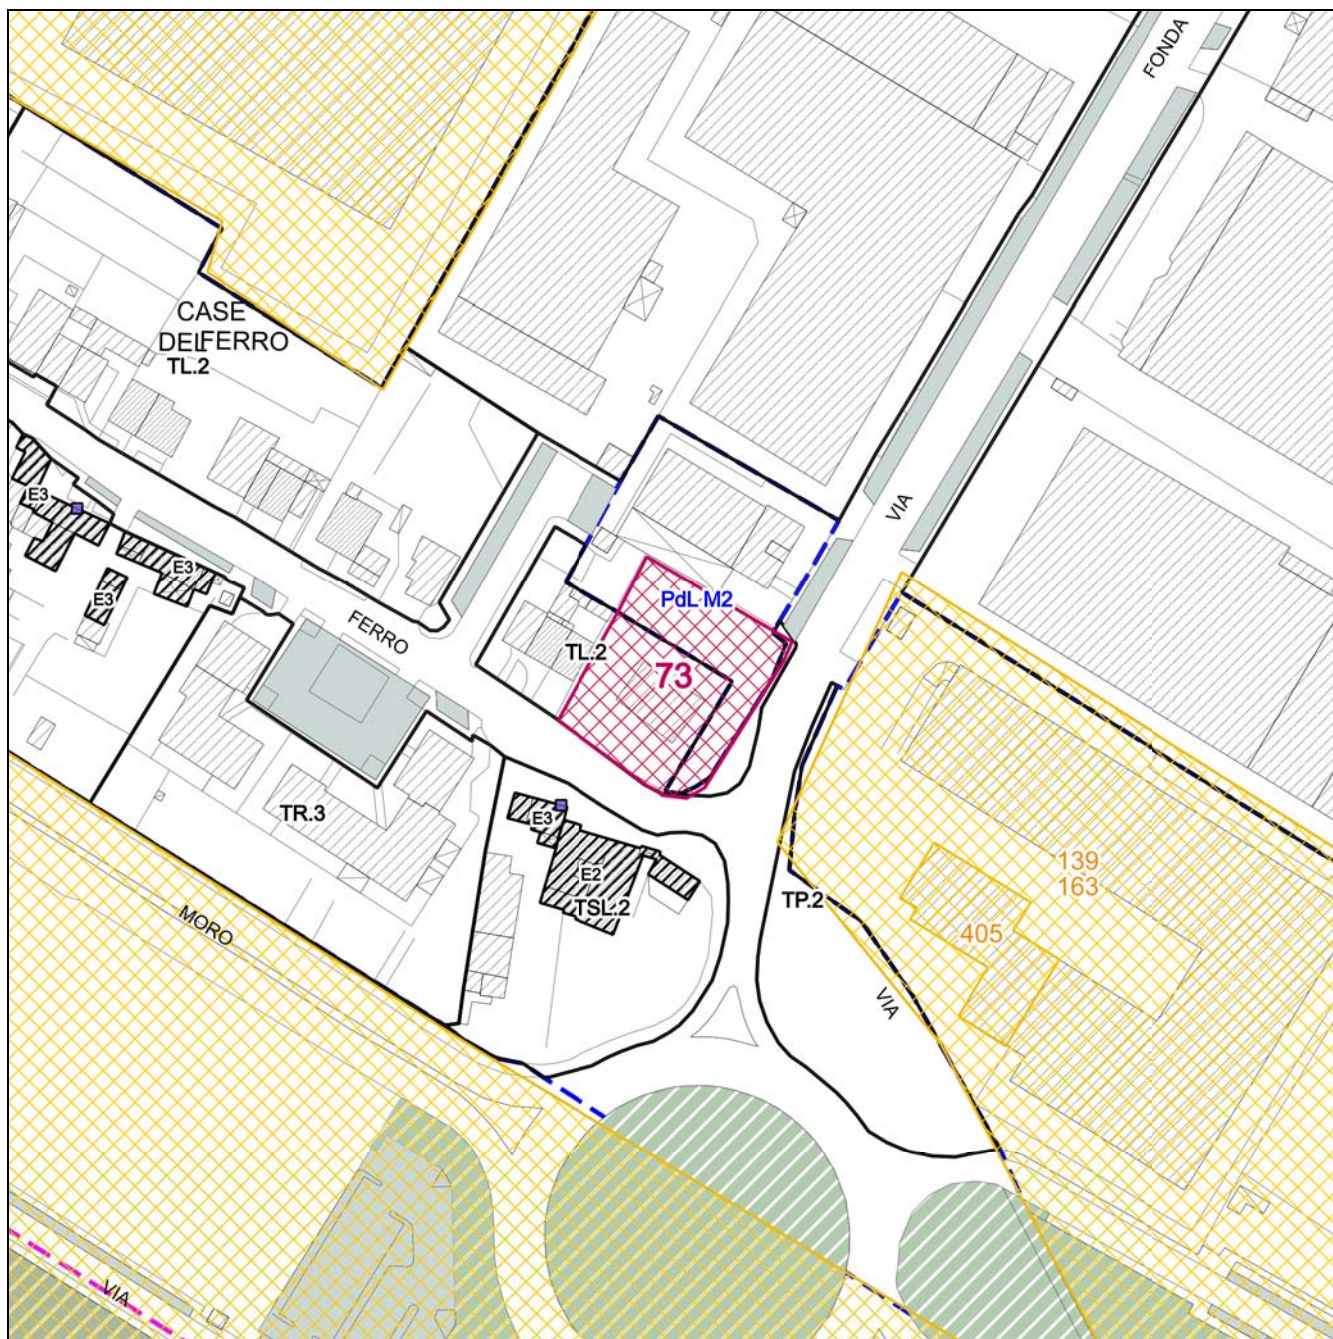 FONDA
CASE
DEL FERRO
TL.2
E3
E3
E3
VIA
FERRO
PdL M2
TL.2
73
TR.3
E3
E2
TSL.2
139
163
TP.2
405
MORO
VIA
VIA